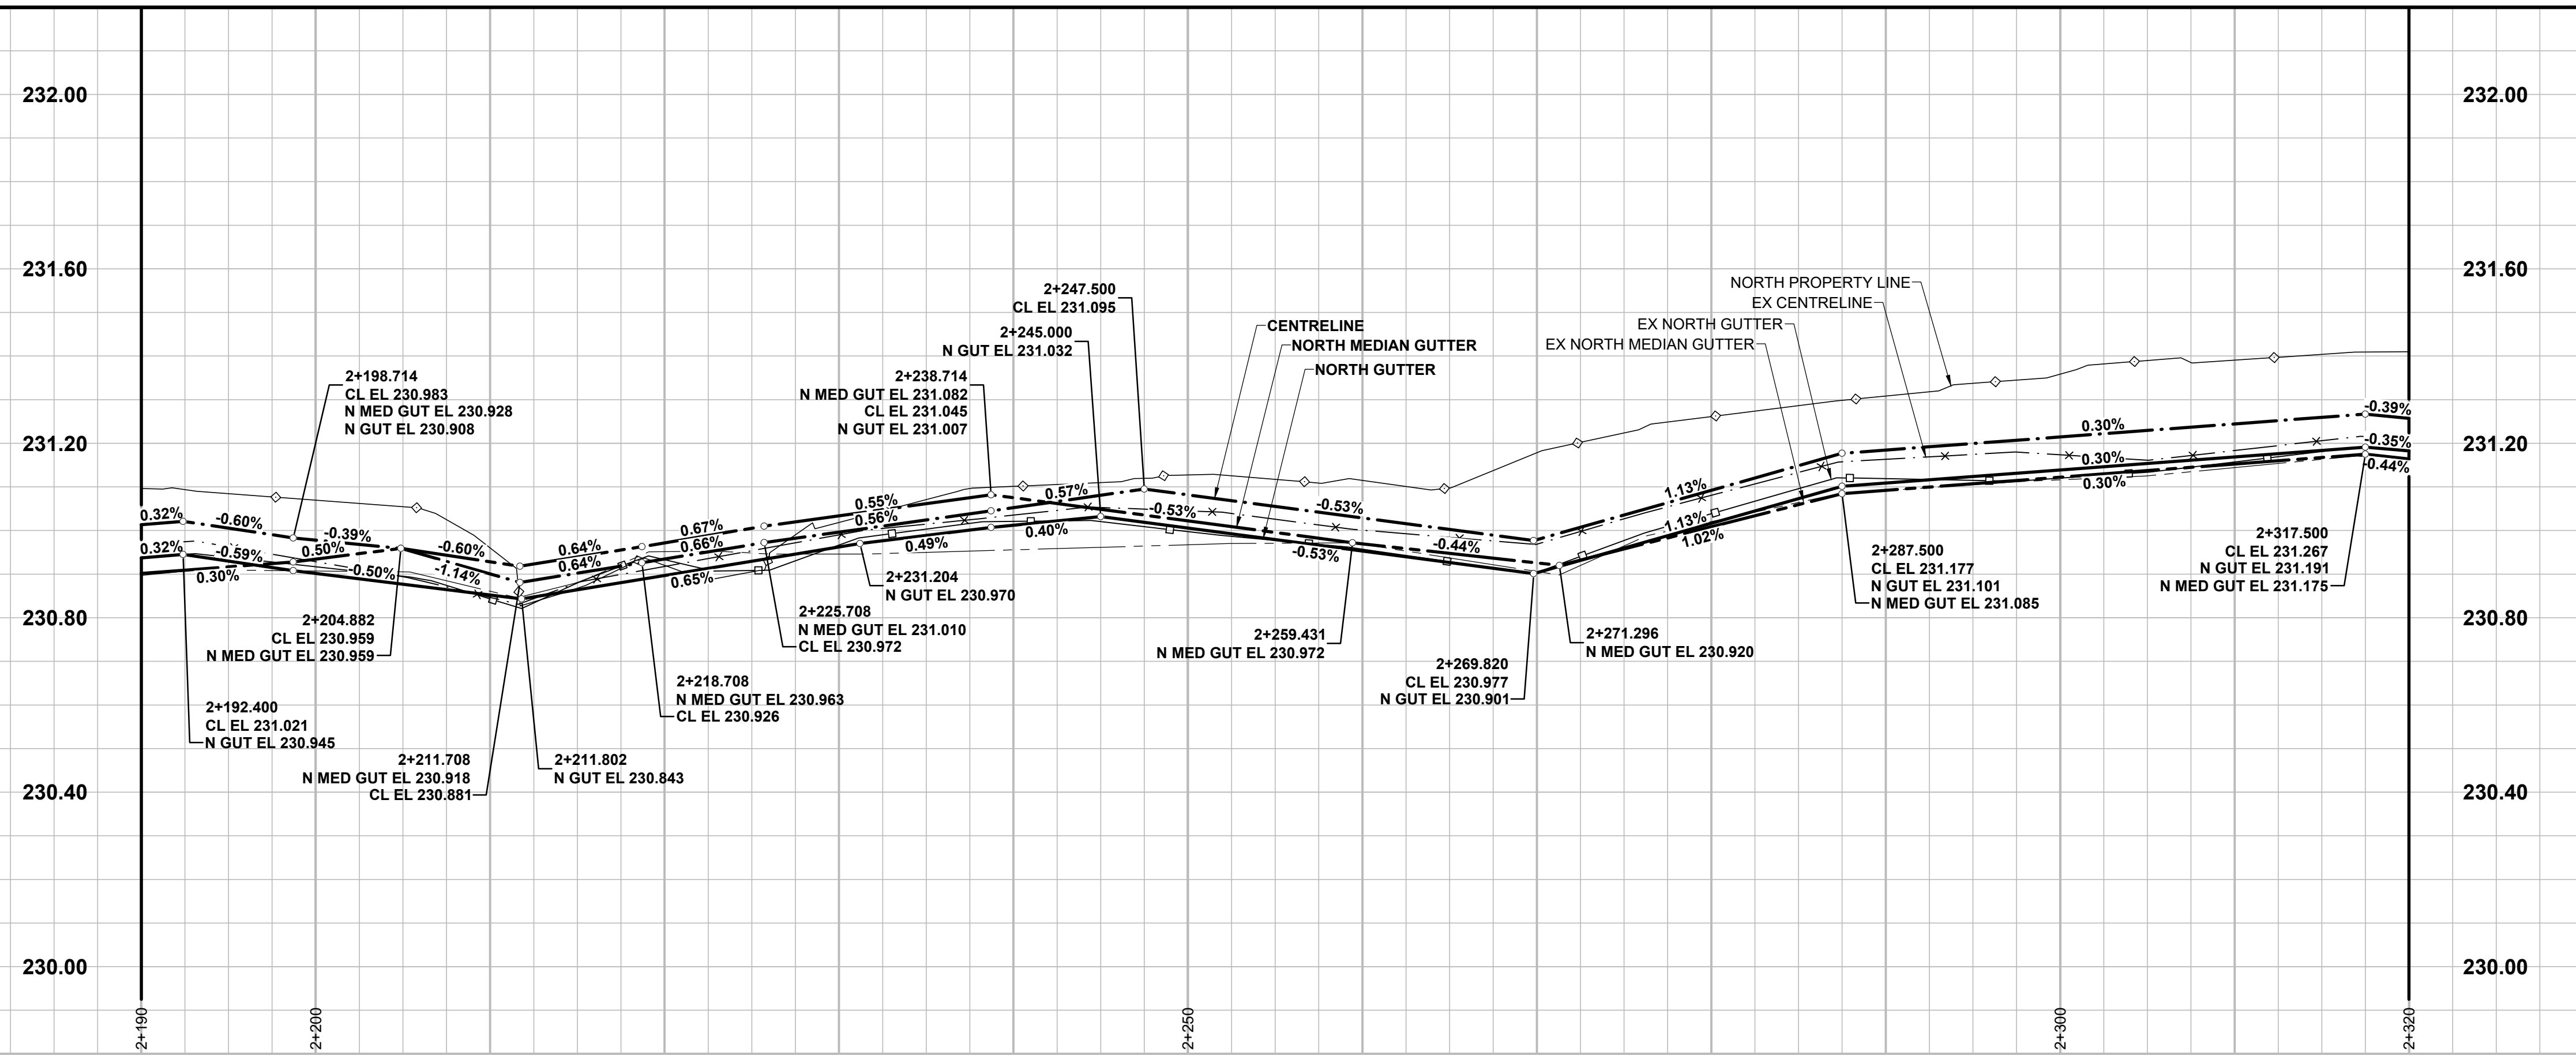 232.00
232.00
231.60
231.60
231.20
231.20
230.80
230.80
230.40
230.40
230.00
230.00
2+247.500
CL EL 231.095
2+245.000
N GUT EL 231.032
2+238.714
N MED GUT EL 231.082
CL EL 231.045
N GUT EL 231.007
2+198.714
CL EL 230.983
N MED GUT EL 230.928
N GUT EL 230.908
CENTRELINE
NORTH MEDIAN GUTTER
NORTH GUTTER
NORTH PROPERTY LINE
EX CENTRELINE
EX NORTH GUTTER
EX NORTH MEDIAN GUTTER
0.32%
-0.60%
-0.39%
-0.60%
0.64%
0.67%
0.55%
0.57%
-0.53%
1.13%
0.30%
-0.39%
0.32%
-0.59%
0.50%
-1.14%
0.64%
0.66%
0.56%
-0.53%
-0.44%
1.13%
0.30%
-0.35%
0.30%
-0.50%
0.65%
0.49%
0.40%
-0.53%
1.02%
0.30%
-0.44%
2+204.882
CL EL 230.959
N MED GUT EL 230.959
2+192.400
CL EL 231.021
N GUT EL 230.945
2+211.708
N MED GUT EL 230.918
CL EL 230.881
2+211.802
N GUT EL 230.843
2+218.708
N MED GUT EL 230.963
CL EL 230.926
2+225.708
N MED GUT EL 231.010
CL EL 230.972
2+231.204
N GUT EL 230.970
2+259.431
N MED GUT EL 230.972
2+269.820
CL EL 230.977
N GUT EL 230.901
2+271.296
N MED GUT EL 230.920
2+287.500
CL EL 231.177
N GUT EL 231.101
N MED GUT EL 231.085
2+317.500
CL EL 231.267
N GUT EL 231.191
N MED GUT EL 231.175
2+190
2+200
2+250
2+300
2+320